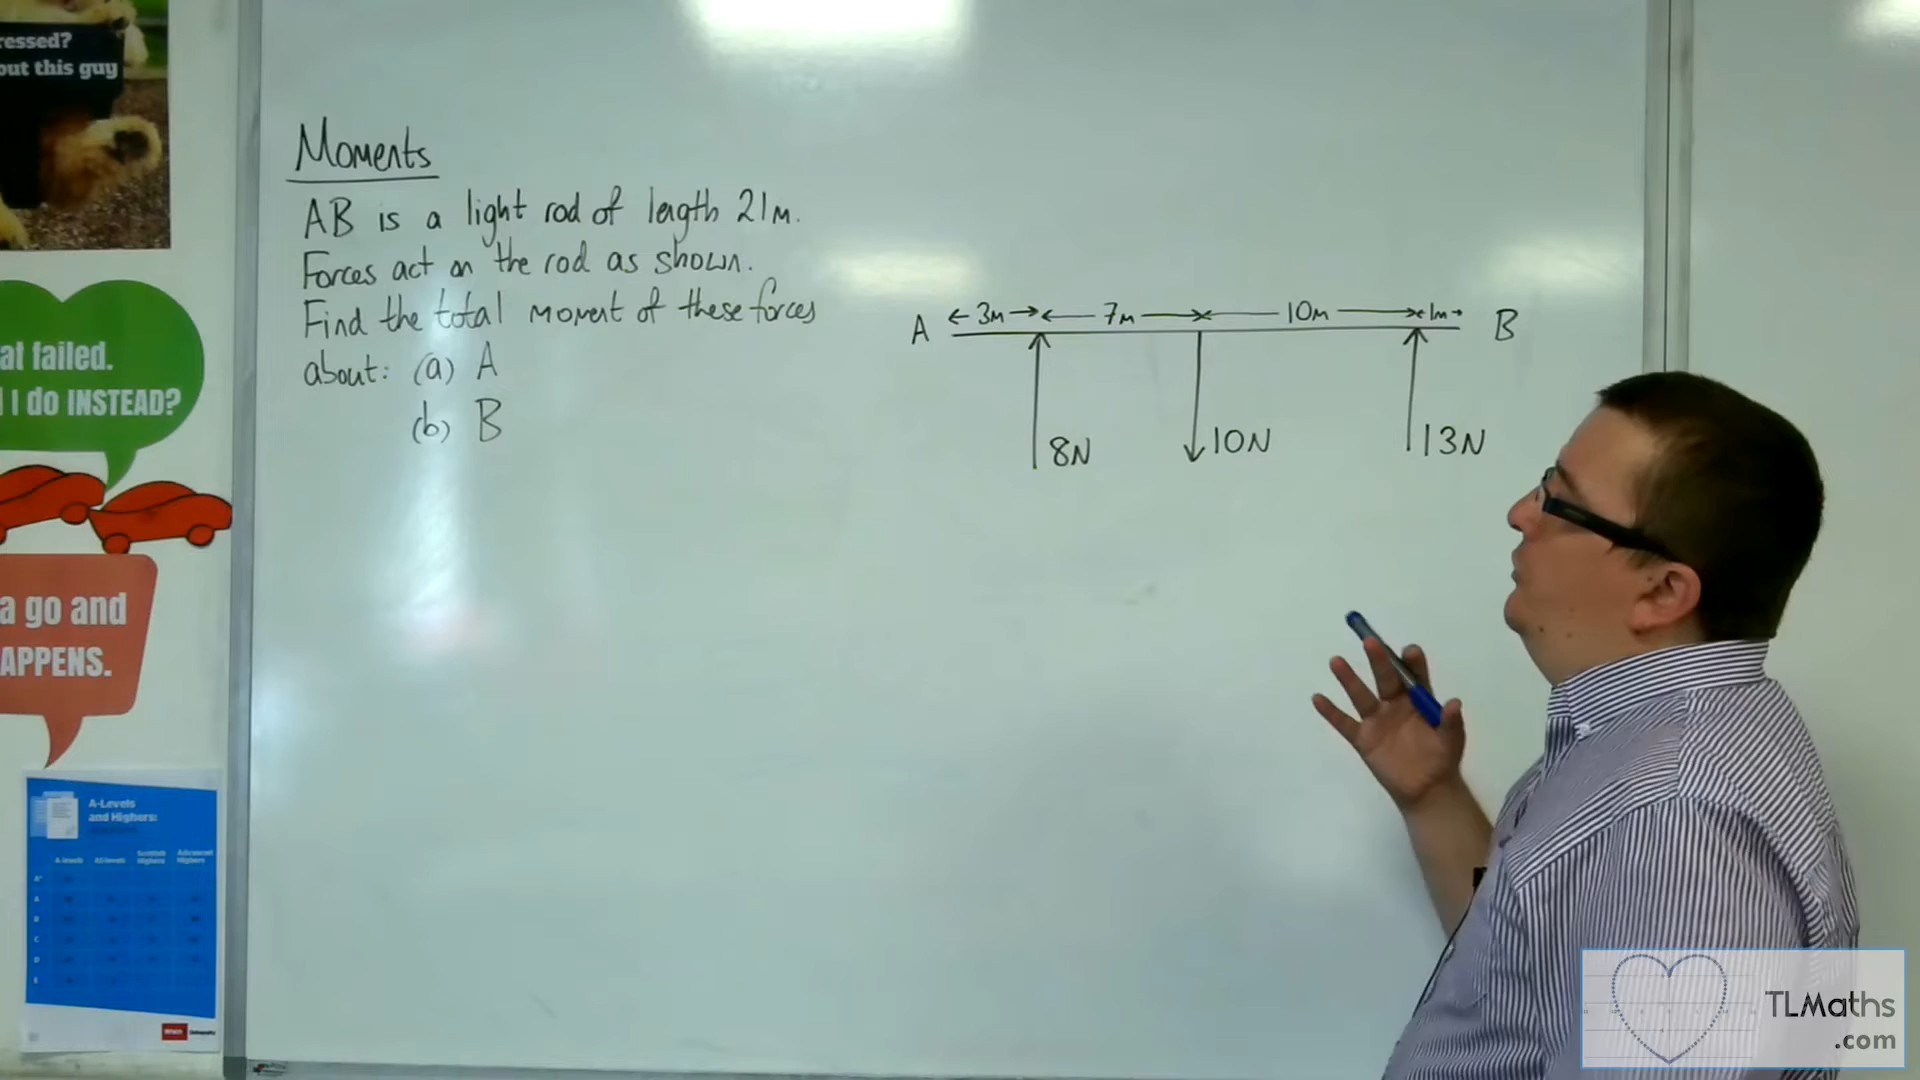 ressed?
out this guy
at failed.
I do INSTEAD?
a go and
APPENS.
A-Levels
and Highers:
Moments
AB is a light rod of length 21m.
Forces act on the rod as shown.
Find the total moment of these forces
about: (a) A
(b) B
A 3m 7m 10m 1m B
8N 10N 13N
TLMaths
.com